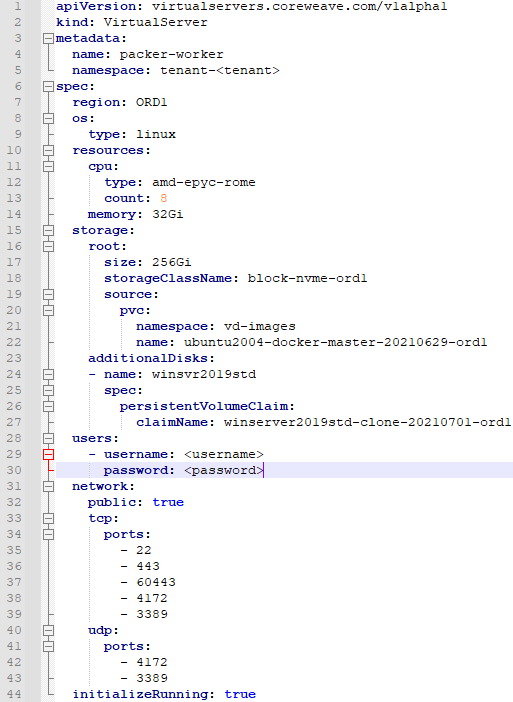 1 apiVersion: virtualservers.coreweave.com/v1alpha1
2 kind: VirtualServer
3 metadata:
4   name: packer-worker
5   namespace: tenant-<tenant>
6 spec:
7   region: ORD1
8   os:
9     type: linux
10   resources:
11     cpu:
12       type: amd-epyc-rome
13       count: 8
14     memory: 32Gi
15   storage:
16     root:
17       size: 256Gi
18       storageClassName: block-nvme-ord1
19       source:
20         pvc:
21           namespace: vd-images
22           name: ubuntu2004-docker-master-20210629-ord1
23     additionalDisks:
24     - name: winsvr2019std
25       spec:
26         persistentVolumeClaim:
27           claimName: winserver2019std-clone-20210701-ord1
28   users:
29     - username: <username>
30       password: <password>
31   network:
32     public: true
33     tcp:
34       ports:
35         - 22
36         - 443
37         - 60443
38         - 4172
39         - 3389
40     udp:
41       ports:
42         - 4172
43         - 3389
44   initializeRunning: true